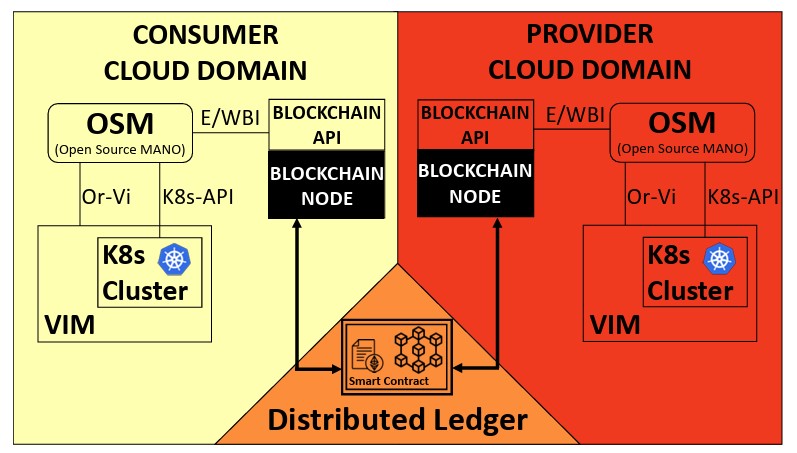 CONSUMER
CLOUD DOMAIN
OSM
(Open Source MANO)
E/WBI
BLOCKCHAIN
API
BLOCKCHAIN
NODE
Or-Vi
K8s-API
K8s
Cluster
VIM
PROVIDER
CLOUD DOMAIN
BLOCKCHAIN
API
BLOCKCHAIN
NODE
E/WBI
OSM
(Open Source MANO)
Or-Vi
K8s-API
K8s
Cluster
VIM
Smart Contract
Distributed Ledger